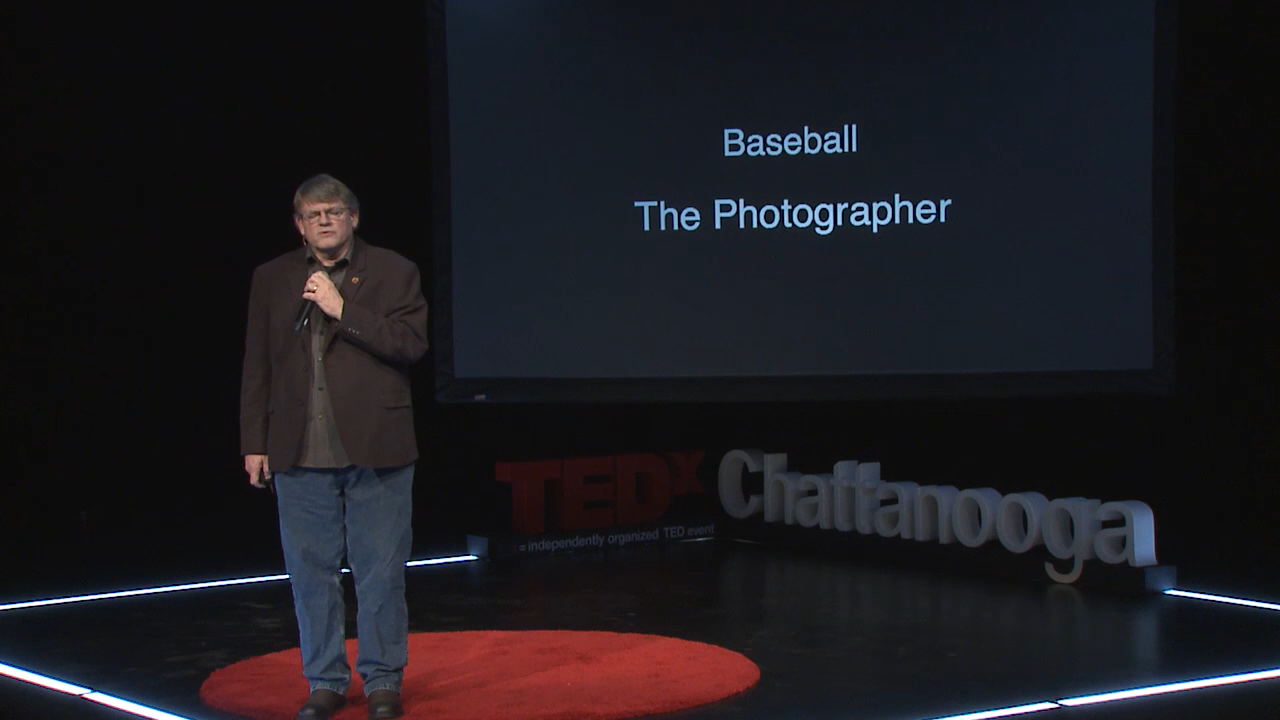 Baseball
The Photographer
TEDx
Chattanooga
= independently organized TED event